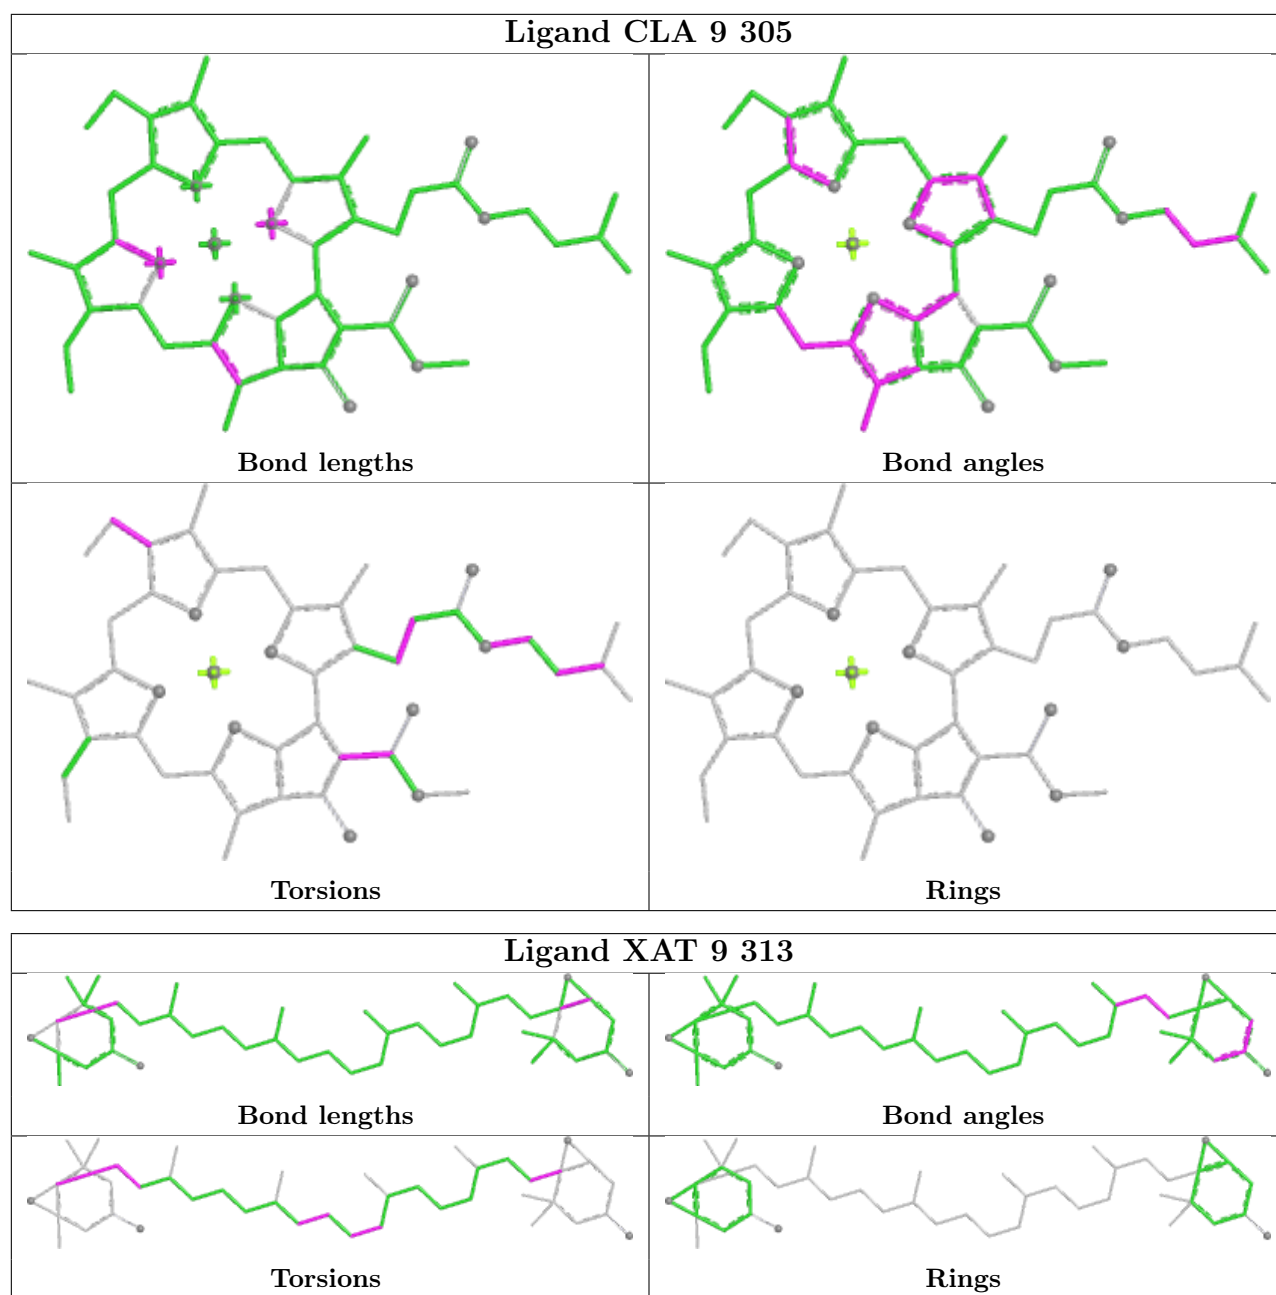 Ligand CLA 9 305
Bond lengths
Bond angles
Torsions
Rings
Ligand XAT 9 313
Bond lengths
Bond angles
Torsions
Rings